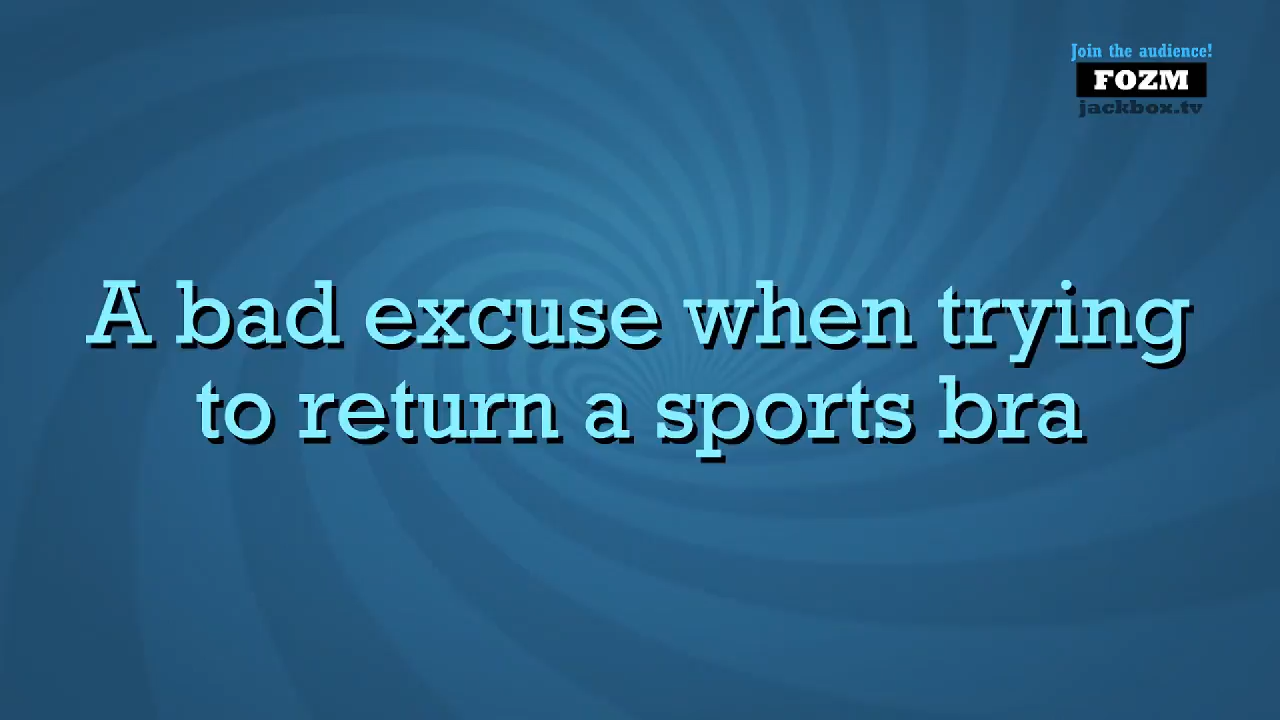 Join the audience!
FOZM
jackbox.tv
A bad excuse when trying
to return a sports bra